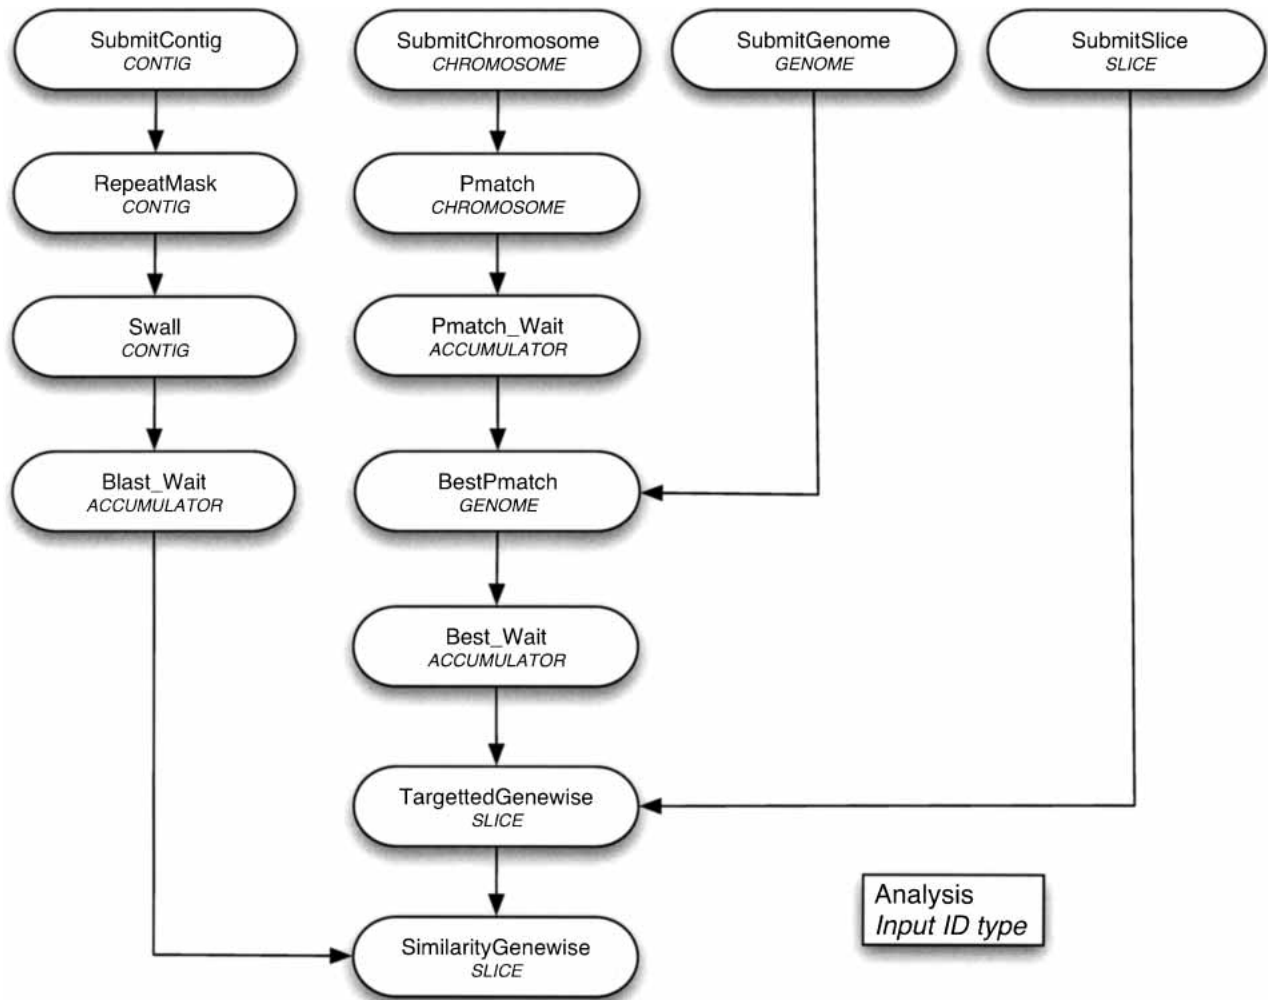 SubmitContig
CONTIG
SubmitChromosome
CHROMOSOME
SubmitGenome
GENOME
SubmitSlice
SLICE
RepeatMask
CONTIG
Pmatch
CHROMOSOME
Swall
CONTIG
Pmatch_Wait
ACCUMULATOR
Blast_Wait
ACCUMULATOR
BestPmatch
GENOME
Best_Wait
ACCUMULATOR
TargettedGenewise
SLICE
SimilarityGenewise
SLICE
Analysis
Input ID type